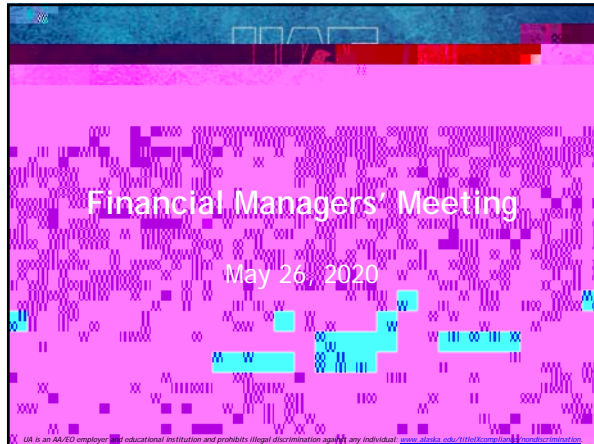 Financial Managers' Meeting
May 26, 2020
UA is an AA/EO employer and educational institution and prohibits illegal discrimination against any individual: www.alaska.edu/titleIXcompliance/nondiscrimination.